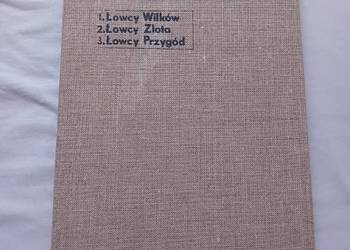 1. Łowcy Wilków
2. Łowcy Złota
3. Łowcy Przygód